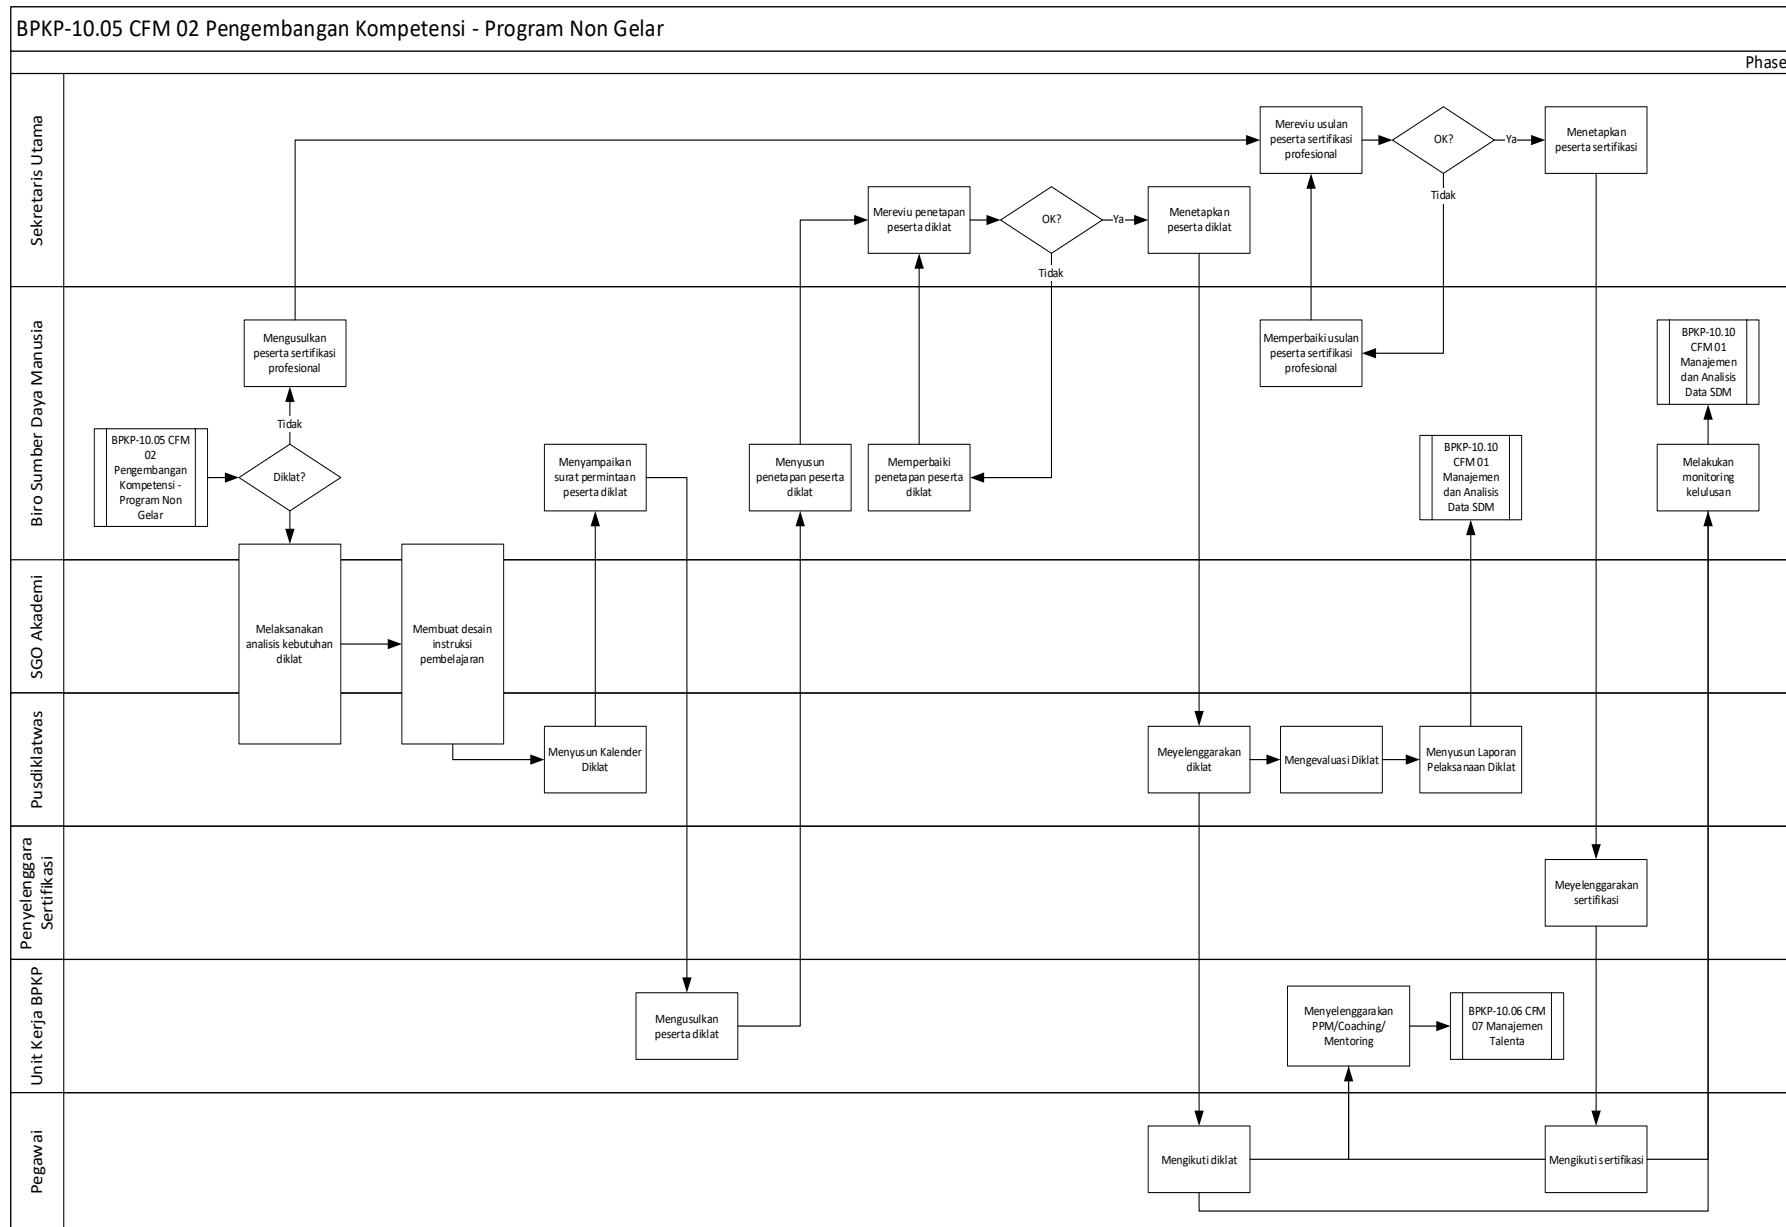 BPKP-10.05 CFM 02 Pengembangan Kompetensi - Program Non Gelar
Phase
Sekretaris Utama
Mereviu usulan
peserta sertifikasi
profesional
OK?
Ya
Menetapkan
peserta sertifikasi
Tidak
Mereviu penetapan
peserta diklat
OK?
Ya
Menetapkan
peserta diklat
Tidak
Biro Sumber Daya Manusia
Mengusulkan
peserta sertifikasi
profesional
Tidak
BPKP-10.05 CFM
02
Pengembangan
Kompetensi -
Program Non
Gelar
Diklat?
Menyampaikan
surat permintaan
peserta diklat
Menyusun
penetapan peserta
diklat
Memperbaiki
penetapan peserta
diklat
Memperbaiki usulan
peserta sertifikasi
profesional
BPKP-10.10
CFM 01
Manajemen
dan Analisis
Data SDM
BPKP-10.10
CFM 01
Manajemen
dan Analisis
Data SDM
Melakukan
monitoring
kelulusan
SGO Akademi
Melaksanakan
analisis kebutuhan
diklat
Membuat desain
instruksi
pembelajaran
Pusdiklatwas
Menyusun Kalender
Diklat
Meyelenggarakan
diklat
Mengevaluasi Diklat
Menyusun Laporan
Pelaksanaan Diklat
Penyelenggara
Sertifikasi
Meyelenggarakan
sertifikasi
Unit Kerja BPKP
Mengusulkan
peserta diklat
Menyelenggarakan
PPM/Coaching/
Mentoring
BPKP-10.06 CFM
07 Manajemen
Talenta
Pegawai
Mengikuti diklat
Mengikuti sertifikasi